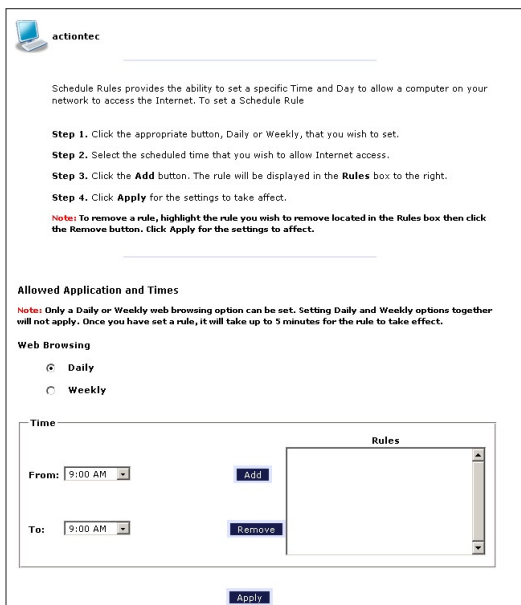 actiontec
Schedule Rules provides the ability to set a specific Time and Day to allow a computer on your
network to access the Internet. To set a Schedule Rule
Step 1. Click the appropriate button, Daily or Weekly, that you wish to set.
Step 2. Select the scheduled time that you wish to allow Internet access.
Step 3. Click the Add button. The rule will be displayed in the Rules box to the right.
Step 4. Click Apply for the settings to take affect.
Note: To remove a rule, highlight the rule you wish to remove located in the Rules box then click
the Remove button. Click Apply for the settings to affect.
Allowed Application and Times
Note: Only a Daily or Weekly web browsing option can be set. Setting Daily and Weekly options together
will not apply. Once you have set a rule, it will take up to 5 minutes for the rule to take effect.
Web Browsing
Daily
Weekly
Time
Rules
From: 9:00 AM
Add
To: 9:00 AM
Remove
Apply